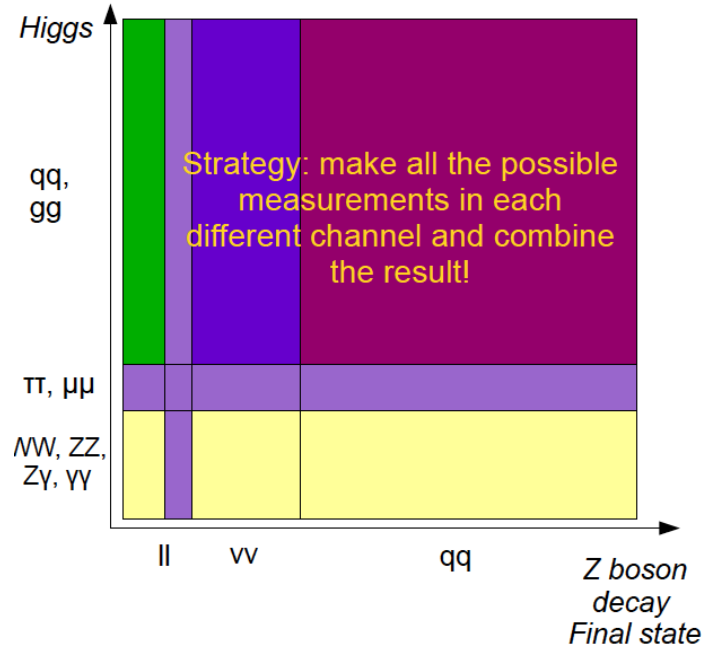 Higgs
qq,
gg
Strategy: make all the possible
measurements in each
different channel and combine
the result!
ττ, μμ
WW, ZZ,
Zγ, γγ
ll
νν
qq
Z boson
decay
Final state